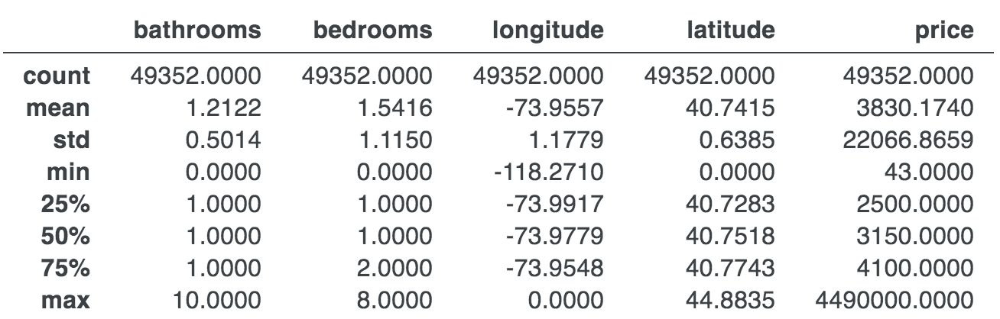 bathrooms bedrooms longitude latitude price
count 49352.0000 49352.0000 49352.0000 49352.0000 49352.0000
mean 1.2122 1.5416 -73.9557 40.7415 3830.1740
std 0.5014 1.1150 1.1779 0.6385 22066.8659
min 0.0000 0.0000 -118.2710 0.0000 43.0000
25% 1.0000 1.0000 -73.9917 40.7283 2500.0000
50% 1.0000 1.0000 -73.9779 40.7518 3150.0000
75% 1.0000 2.0000 -73.9548 40.7743 4100.0000
max 10.0000 8.0000 0.0000 44.8835 4490000.0000